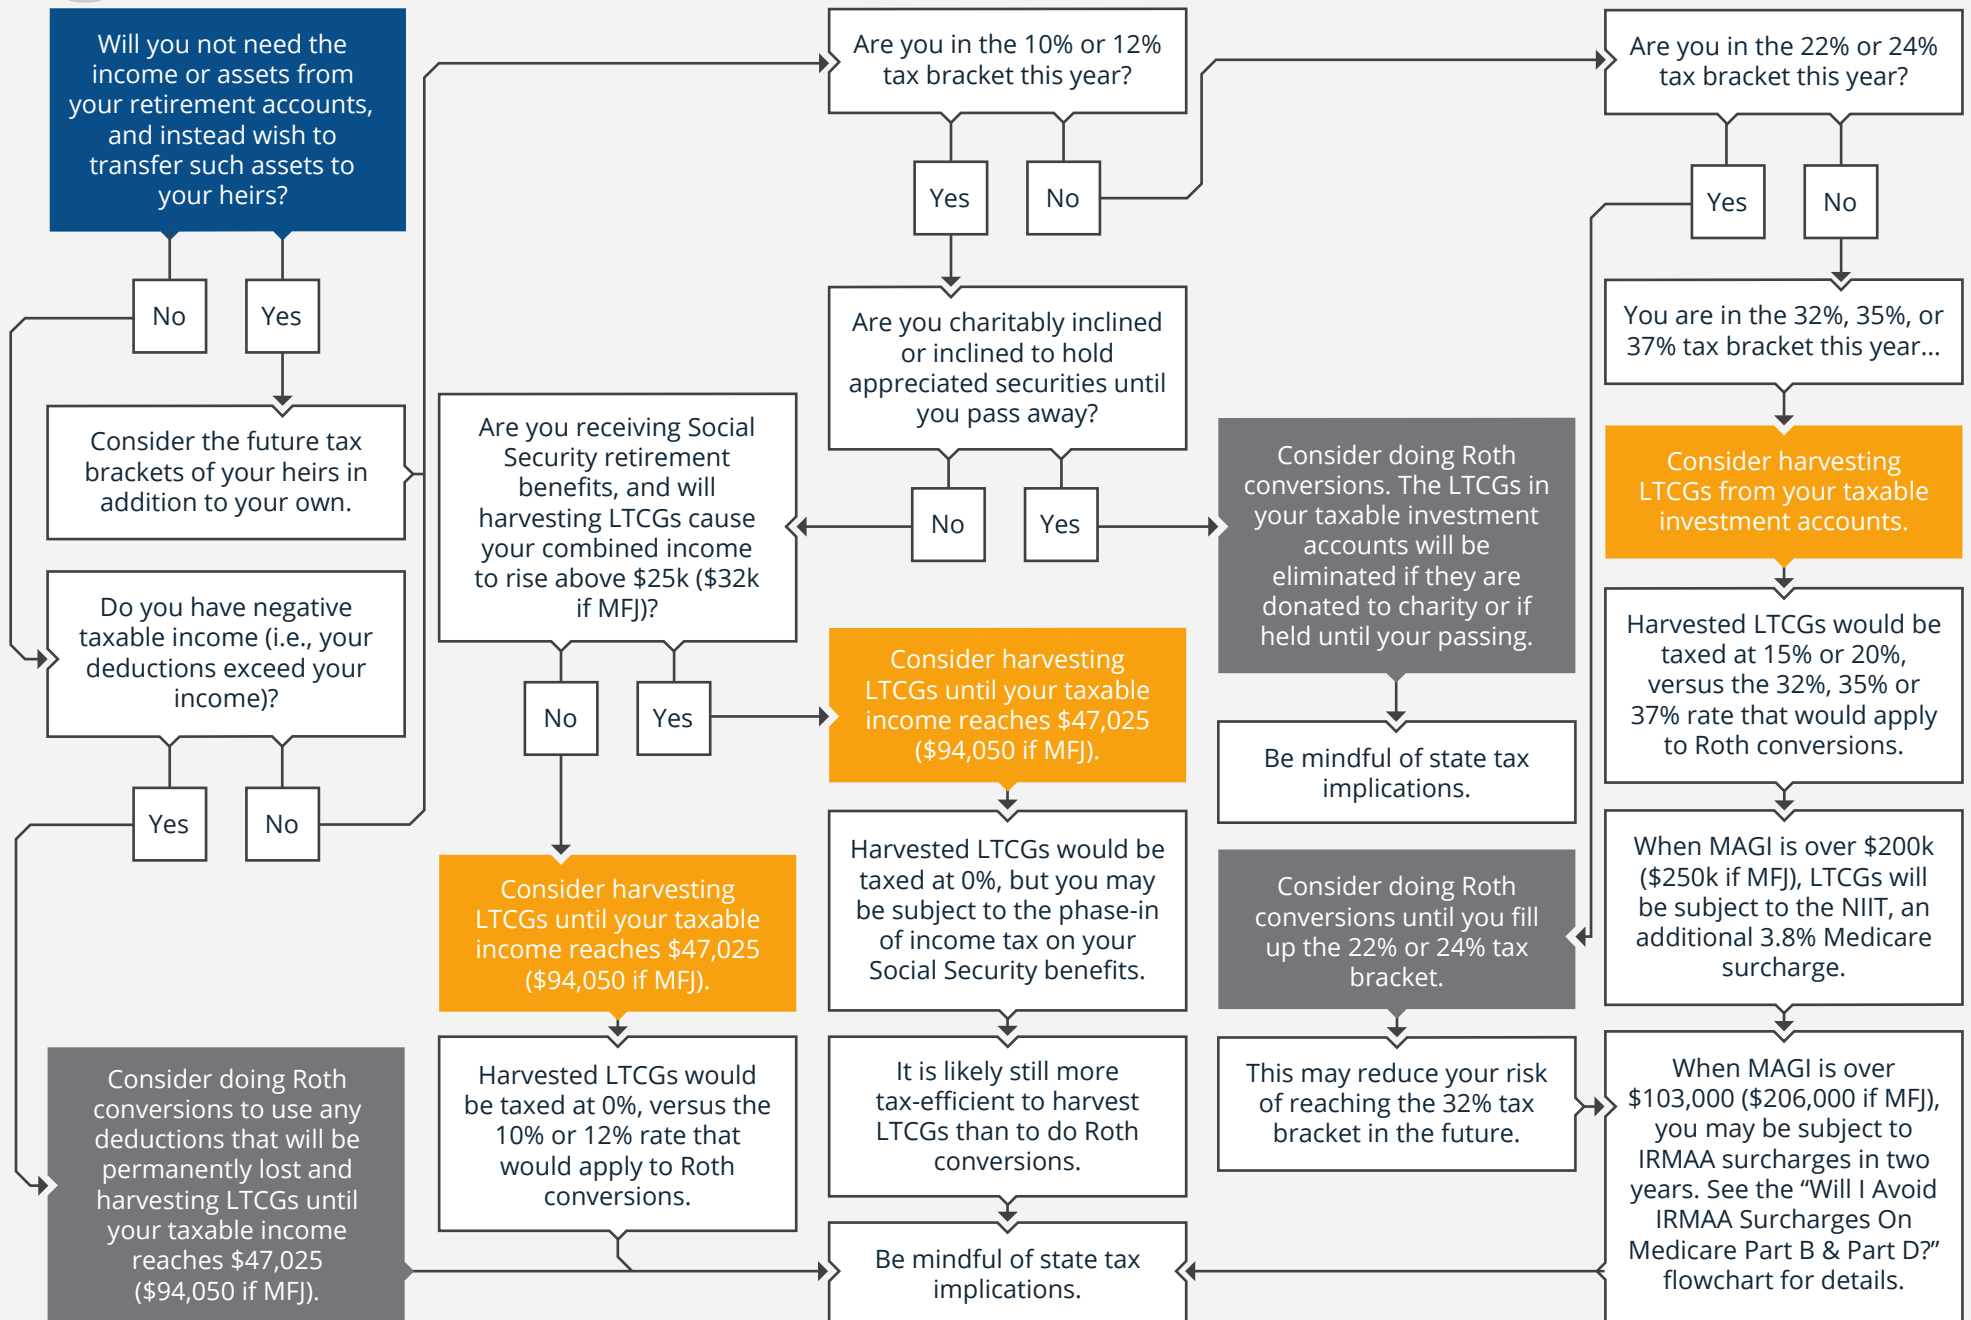 Will you not need the
income or assets from
your retirement accounts,
and instead wish to
transfer such assets to
your heirs?
No
Yes
Consider the future tax
brackets of your heirs in
addition to your own.
Do you have negative
taxable income (i.e., your
deductions exceed your
income)?
Yes
No
Consider doing Roth
conversions to use any
deductions that will be
permanently lost and
harvesting LTCGs until
your taxable income
reaches $47,025
($94,050 if MFJ).
Are you in the 10% or 12%
tax bracket this year?
Yes
No
Are you charitably inclined
or inclined to hold
appreciated securities until
you pass away?
No
Yes
Are you receiving Social
Security retirement
benefits, and will
harvesting LTCGs cause
your combined income
to rise above $25k ($32k
if MFJ)?
No
Yes
Consider harvesting
LTCGs until your taxable
income reaches $47,025
($94,050 if MFJ).
Harvested LTCGs would
be taxed at 0%, versus the
10% or 12% rate that
would apply to Roth
conversions.
Consider harvesting
LTCGs until your taxable
income reaches $47,025
($94,050 if MFJ).
Harvested LTCGs would be
taxed at 0%, but you may
be subject to the phase-in
of income tax on your
Social Security benefits.
It is likely still more
tax-efficient to harvest
LTCGs than to do Roth
conversions.
Be mindful of state tax
implications.
Consider doing Roth
conversions. The LTCGs in
your taxable investment
accounts will be
eliminated if they are
donated to charity or if
held until your passing.
Be mindful of state tax
implications.
Are you in the 22% or 24%
tax bracket this year?
Yes
No
Consider doing Roth
conversions until you fill
up the 22% or 24% tax
bracket.
This may reduce your risk
of reaching the 32% tax
bracket in the future.
You are in the 32%, 35%, or
37% tax bracket this year...
Consider harvesting
LTCGs from your taxable
investment accounts.
Harvested LTCGs would be
taxed at 15% or 20%,
versus the 32%, 35% or
37% rate that would apply
to Roth conversions.
When MAGI is over $200k
($250k if MFJ), LTCGs will
be subject to the NIIT, an
additional 3.8% Medicare
surcharge.
When MAGI is over
$103,000 ($206,000 if MFJ),
you may be subject to
IRMAA surcharges in two
years. See the “Will I Avoid
IRMAA Surcharges On
Medicare Part B & Part D?”
flowchart for details.